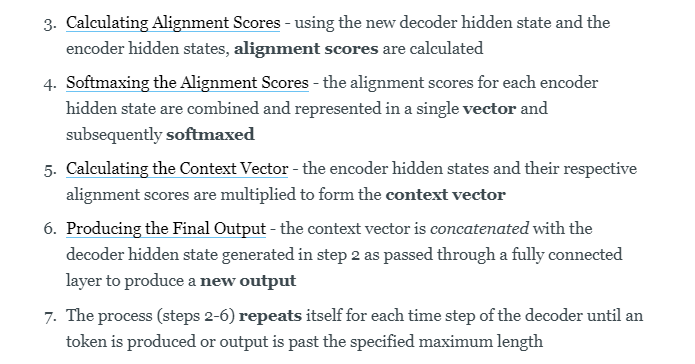 3. Calculating Alignment Scores - using the new decoder hidden state and the
encoder hidden states, alignment scores are calculated
4. Softmaxing the Alignment Scores - the alignment scores for each encoder
hidden state are combined and represented in a single vector and
subsequently softmaxed
5. Calculating the Context Vector - the encoder hidden states and their respective
alignment scores are multiplied to form the context vector
6. Producing the Final Output - the context vector is concatenated with the
decoder hidden state generated in step 2 as passed through a fully connected
layer to produce a new output
7. The process (steps 2-6) repeats itself for each time step of the decoder until an
token is produced or output is past the specified maximum length